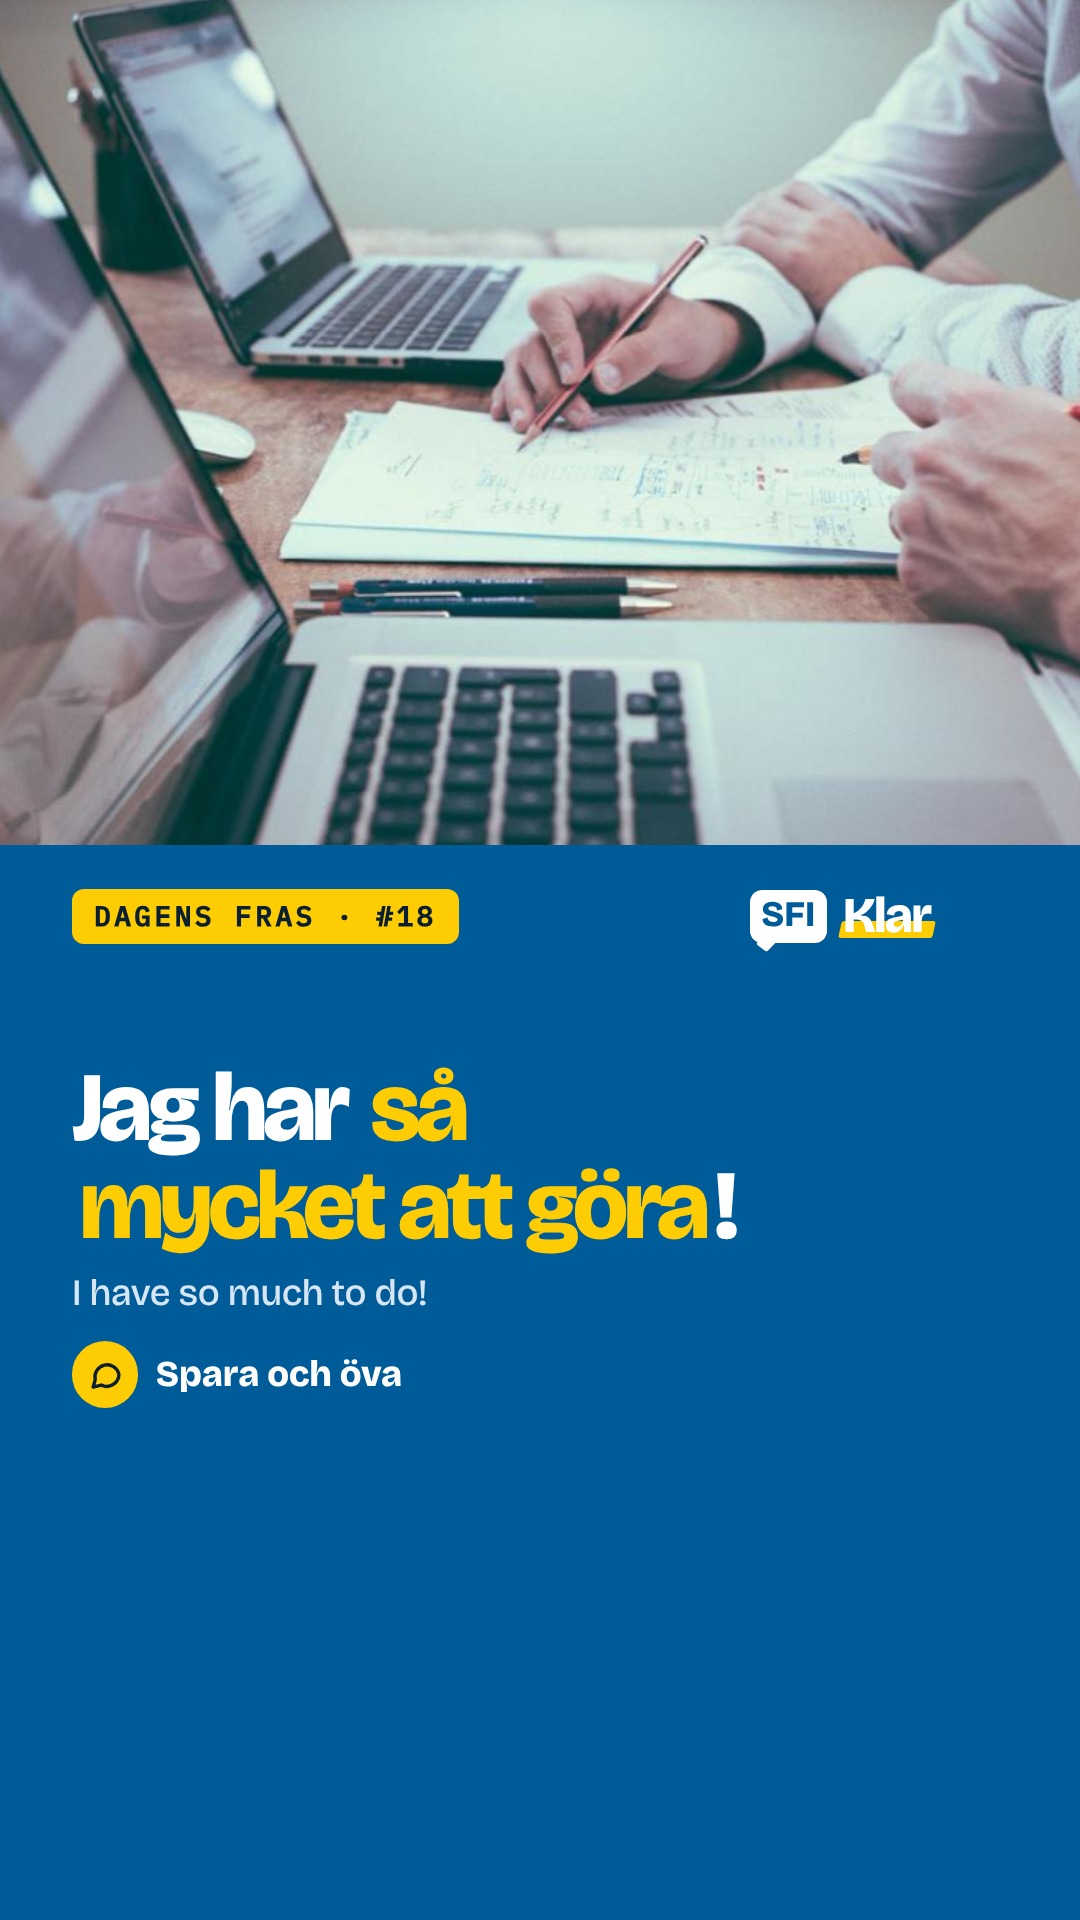 DAGENS FRAS · #18
SFI Klar
Jag har så
mycket att göra!
I have so much to do!
Spara och öva